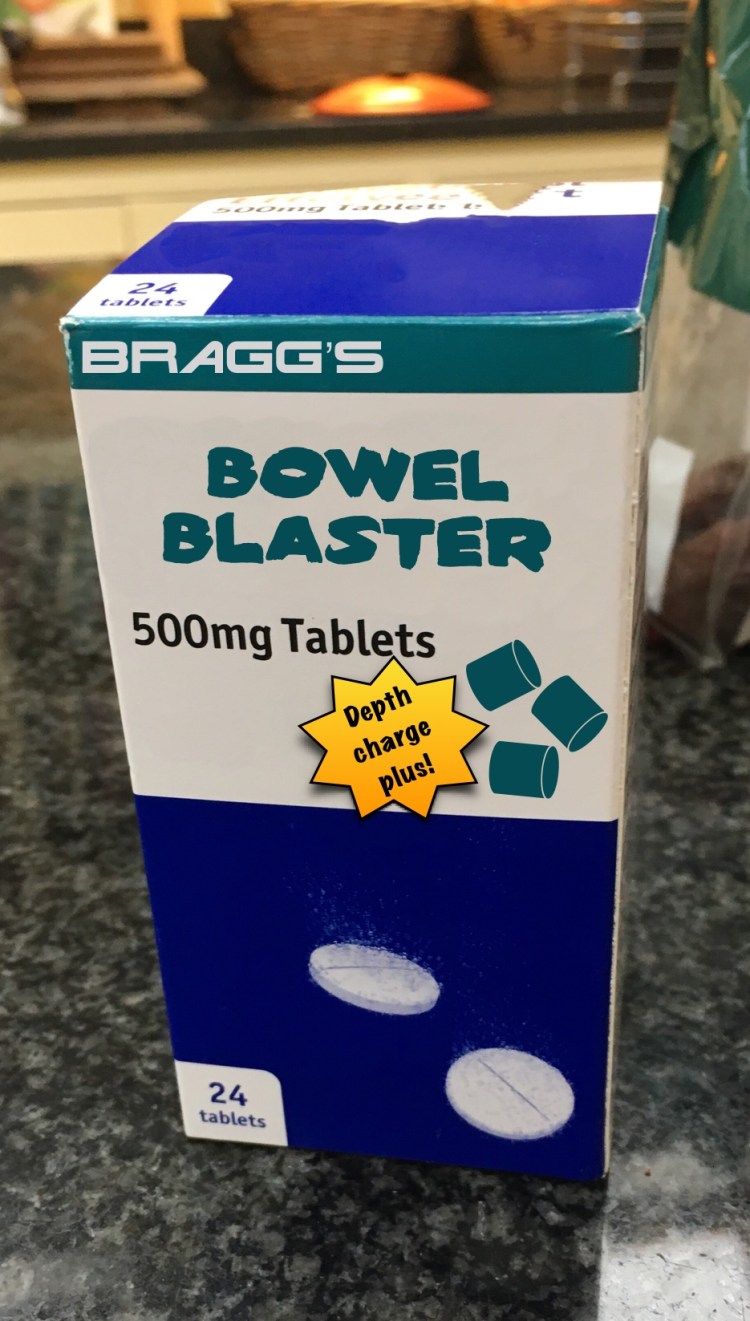 500mg Tablet
t
24
tablets
BRAGG'S
BOWEL
BLASTER
500mg Tablets
Depth
charge
plus!
24
tablets